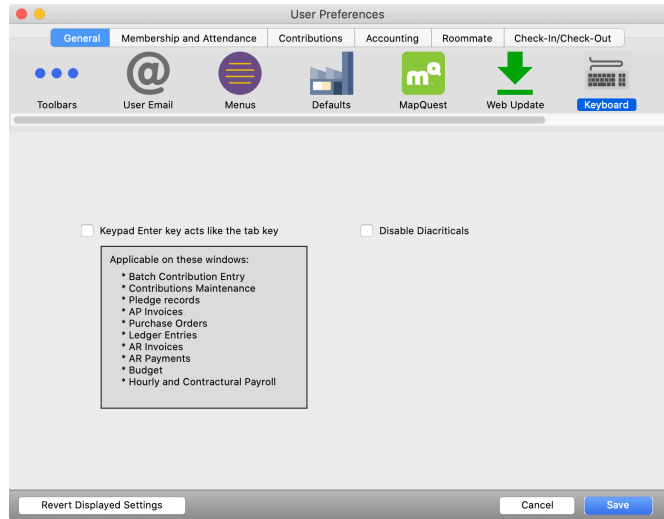 User Preferences
General Membership and Attendance Contributions Accounting Roommate Check-In/Check-Out
@ mq
Toolbars User Email Menus Defaults MapQuest Web Update Keyboard
Keypad Enter key acts like the tab key Disable Diacriticals
Applicable on these windows:
* Batch Contribution Entry
* Contributions Maintenance
* Pledge records
* AP Invoices
* Purchase Orders
* Ledger Entries
* AR Invoices
* AR Payments
* Budget
* Hourly and Contractural Payroll
Revert Displayed Settings Cancel Save